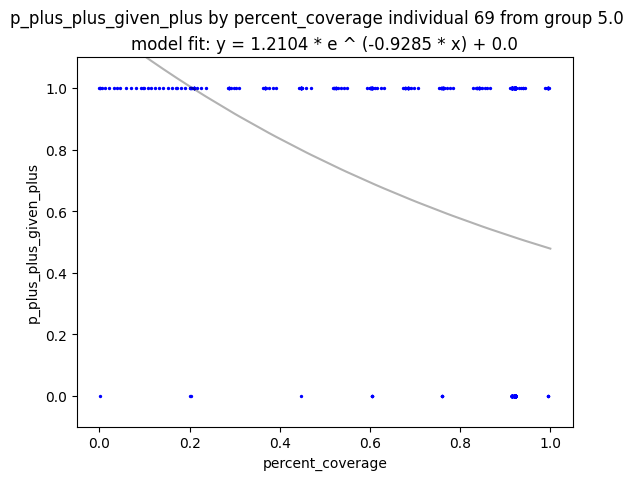 p_plus_plus_given_plus by percent_coverage individual 69 from group 5.0
model fit: y = 1.2104 * e ^ (-0.9285 * x) + 0.0
1.0
0.8
0.6
0.4
0.2
0.0
p_plus_plus_given_plus
0.0 0.2 0.4 0.6 0.8 1.0
percent_coverage